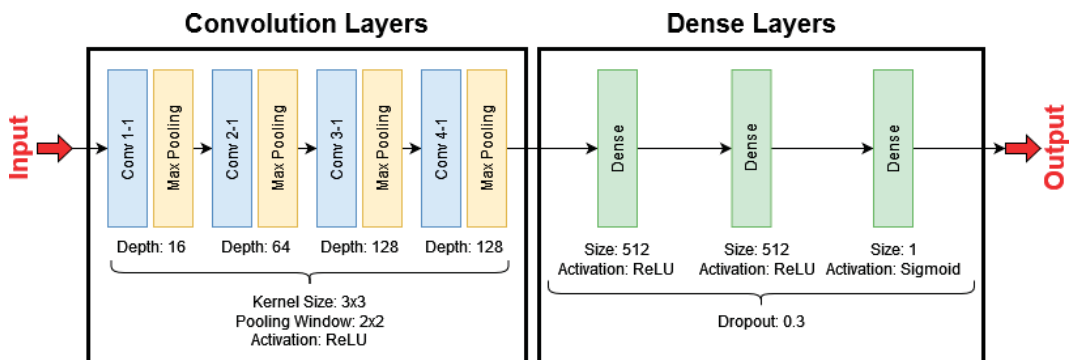 Convolution Layers
Dense Layers
Input
Conv 1-1
Max Pooling
Conv 2-1
Max Pooling
Conv 3-1
Max Pooling
Conv 4-1
Max Pooling
Dense
Dense
Dense
Output
Depth: 16
Depth: 64
Depth: 128
Depth: 128
Kernel Size: 3x3
Pooling Window: 2x2
Activation: ReLU
Size: 512
Activation: ReLU
Size: 512
Activation: ReLU
Size: 1
Activation: Sigmoid
Dropout: 0.3